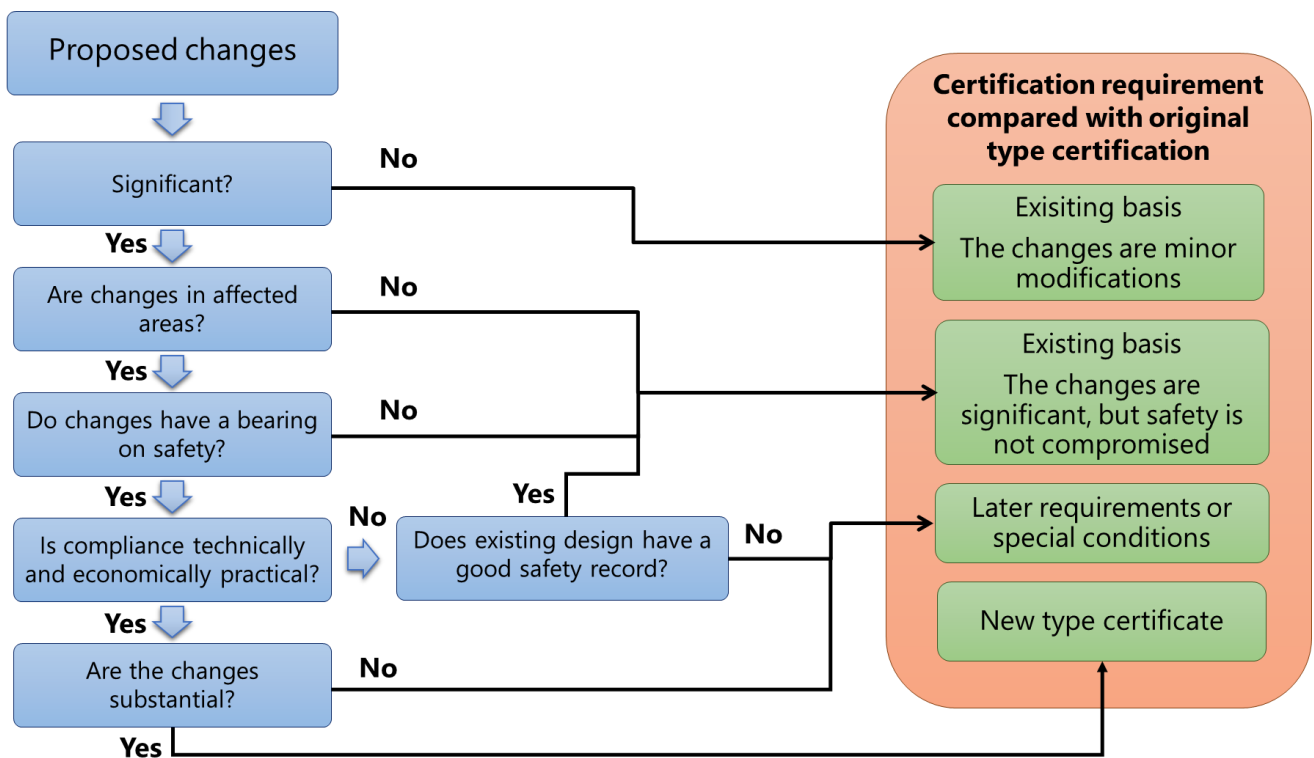 Proposed changes
Significant?
No
Yes
Are changes in affected
areas?
No
Yes
Do changes have a bearing
on safety?
No
Yes
Is compliance technically
and economically practical?
No
Does existing design have a
good safety record?
Yes
No
Yes
Are the changes
substantial?
No
Yes
Certification requirement
compared with original
type certification
Exisiting basis
The changes are minor
modifications
Existing basis
The changes are
significant, but safety is
not compromised
Later requirements or
special conditions
New type certificate